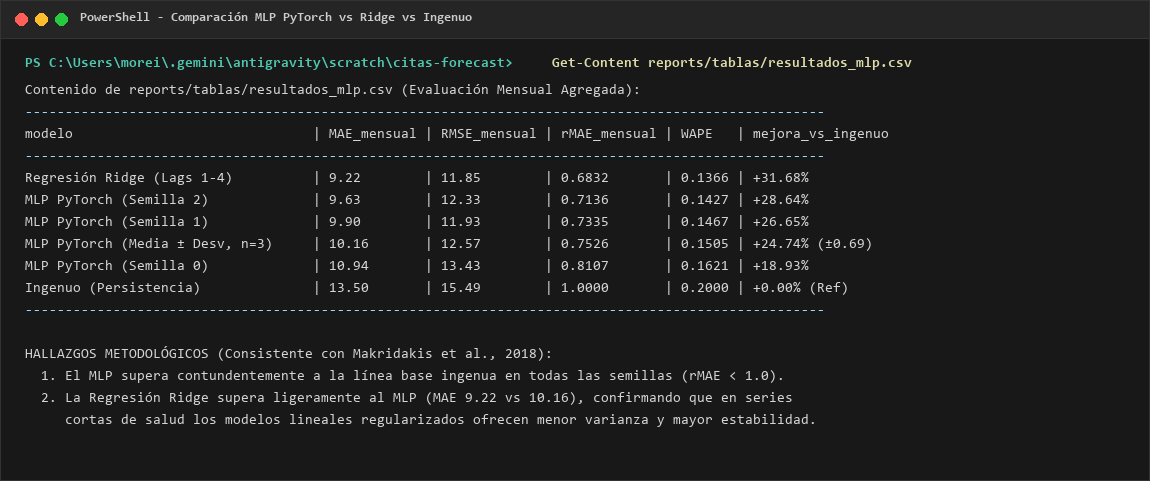 PowerShell - Comparación MLP PyTorch vs Ridge vs Ingenuo
PS C:\Users\morei\.gemini\antigravity\scratch\citas-forecast> Get-Content reports/tablas/resultados_mlp.csv
Contenido de reports/tablas/resultados_mlp.csv (Evaluación Mensual Agregada):
----------------------------------------------------------------------------------------------------
modelo | MAE_mensual | RMSE_mensual | rMAE_mensual | WAPE | mejora_vs_ingenuo
----------------------------------------------------------------------------------------------------
Regresión Ridge (Lags 1-4) | 9.22 | 11.85 | 0.6832 | 0.1366 | +31.68%
MLP PyTorch (Semilla 2) | 9.63 | 12.33 | 0.7136 | 0.1427 | +28.64%
MLP PyTorch (Semilla 1) | 9.90 | 11.93 | 0.7335 | 0.1467 | +26.65%
MLP PyTorch (Media ± Desv, n=3) | 10.16 | 12.57 | 0.7526 | 0.1505 | +24.74% (±0.69)
MLP PyTorch (Semilla 0) | 10.94 | 13.43 | 0.8107 | 0.1621 | +18.93%
Ingenuo (Persistencia) | 13.50 | 15.49 | 1.0000 | 0.2000 | +0.00% (Ref)
----------------------------------------------------------------------------------------------------
HALLAZGOS METODOLÓGICOS (Consistente con Makridakis et al., 2018):
1. El MLP supera contundentemente a la línea base ingenua en todas las semillas (rMAE < 1.0).
2. La Regresión Ridge supera ligeramente al MLP (MAE 9.22 vs 10.16), confirmando que en series
cortas de salud los modelos lineales regularizados ofrecen menor varianza y mayor estabilidad.